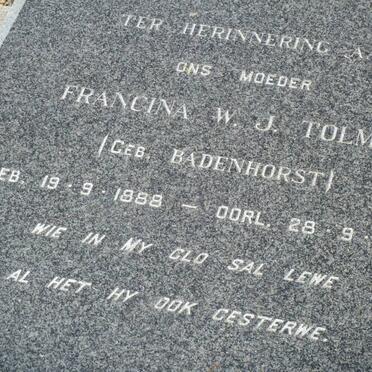 TER HERINNERING A
ONS MOEDER
FRANCINA W. J. TOLM
(GEB. BADENHORST)
EB. 19·9·1888 — OORL. 28·9·
WIE IN MY GLO SAL LEWE
AL HET HY OOK GESTERWE.